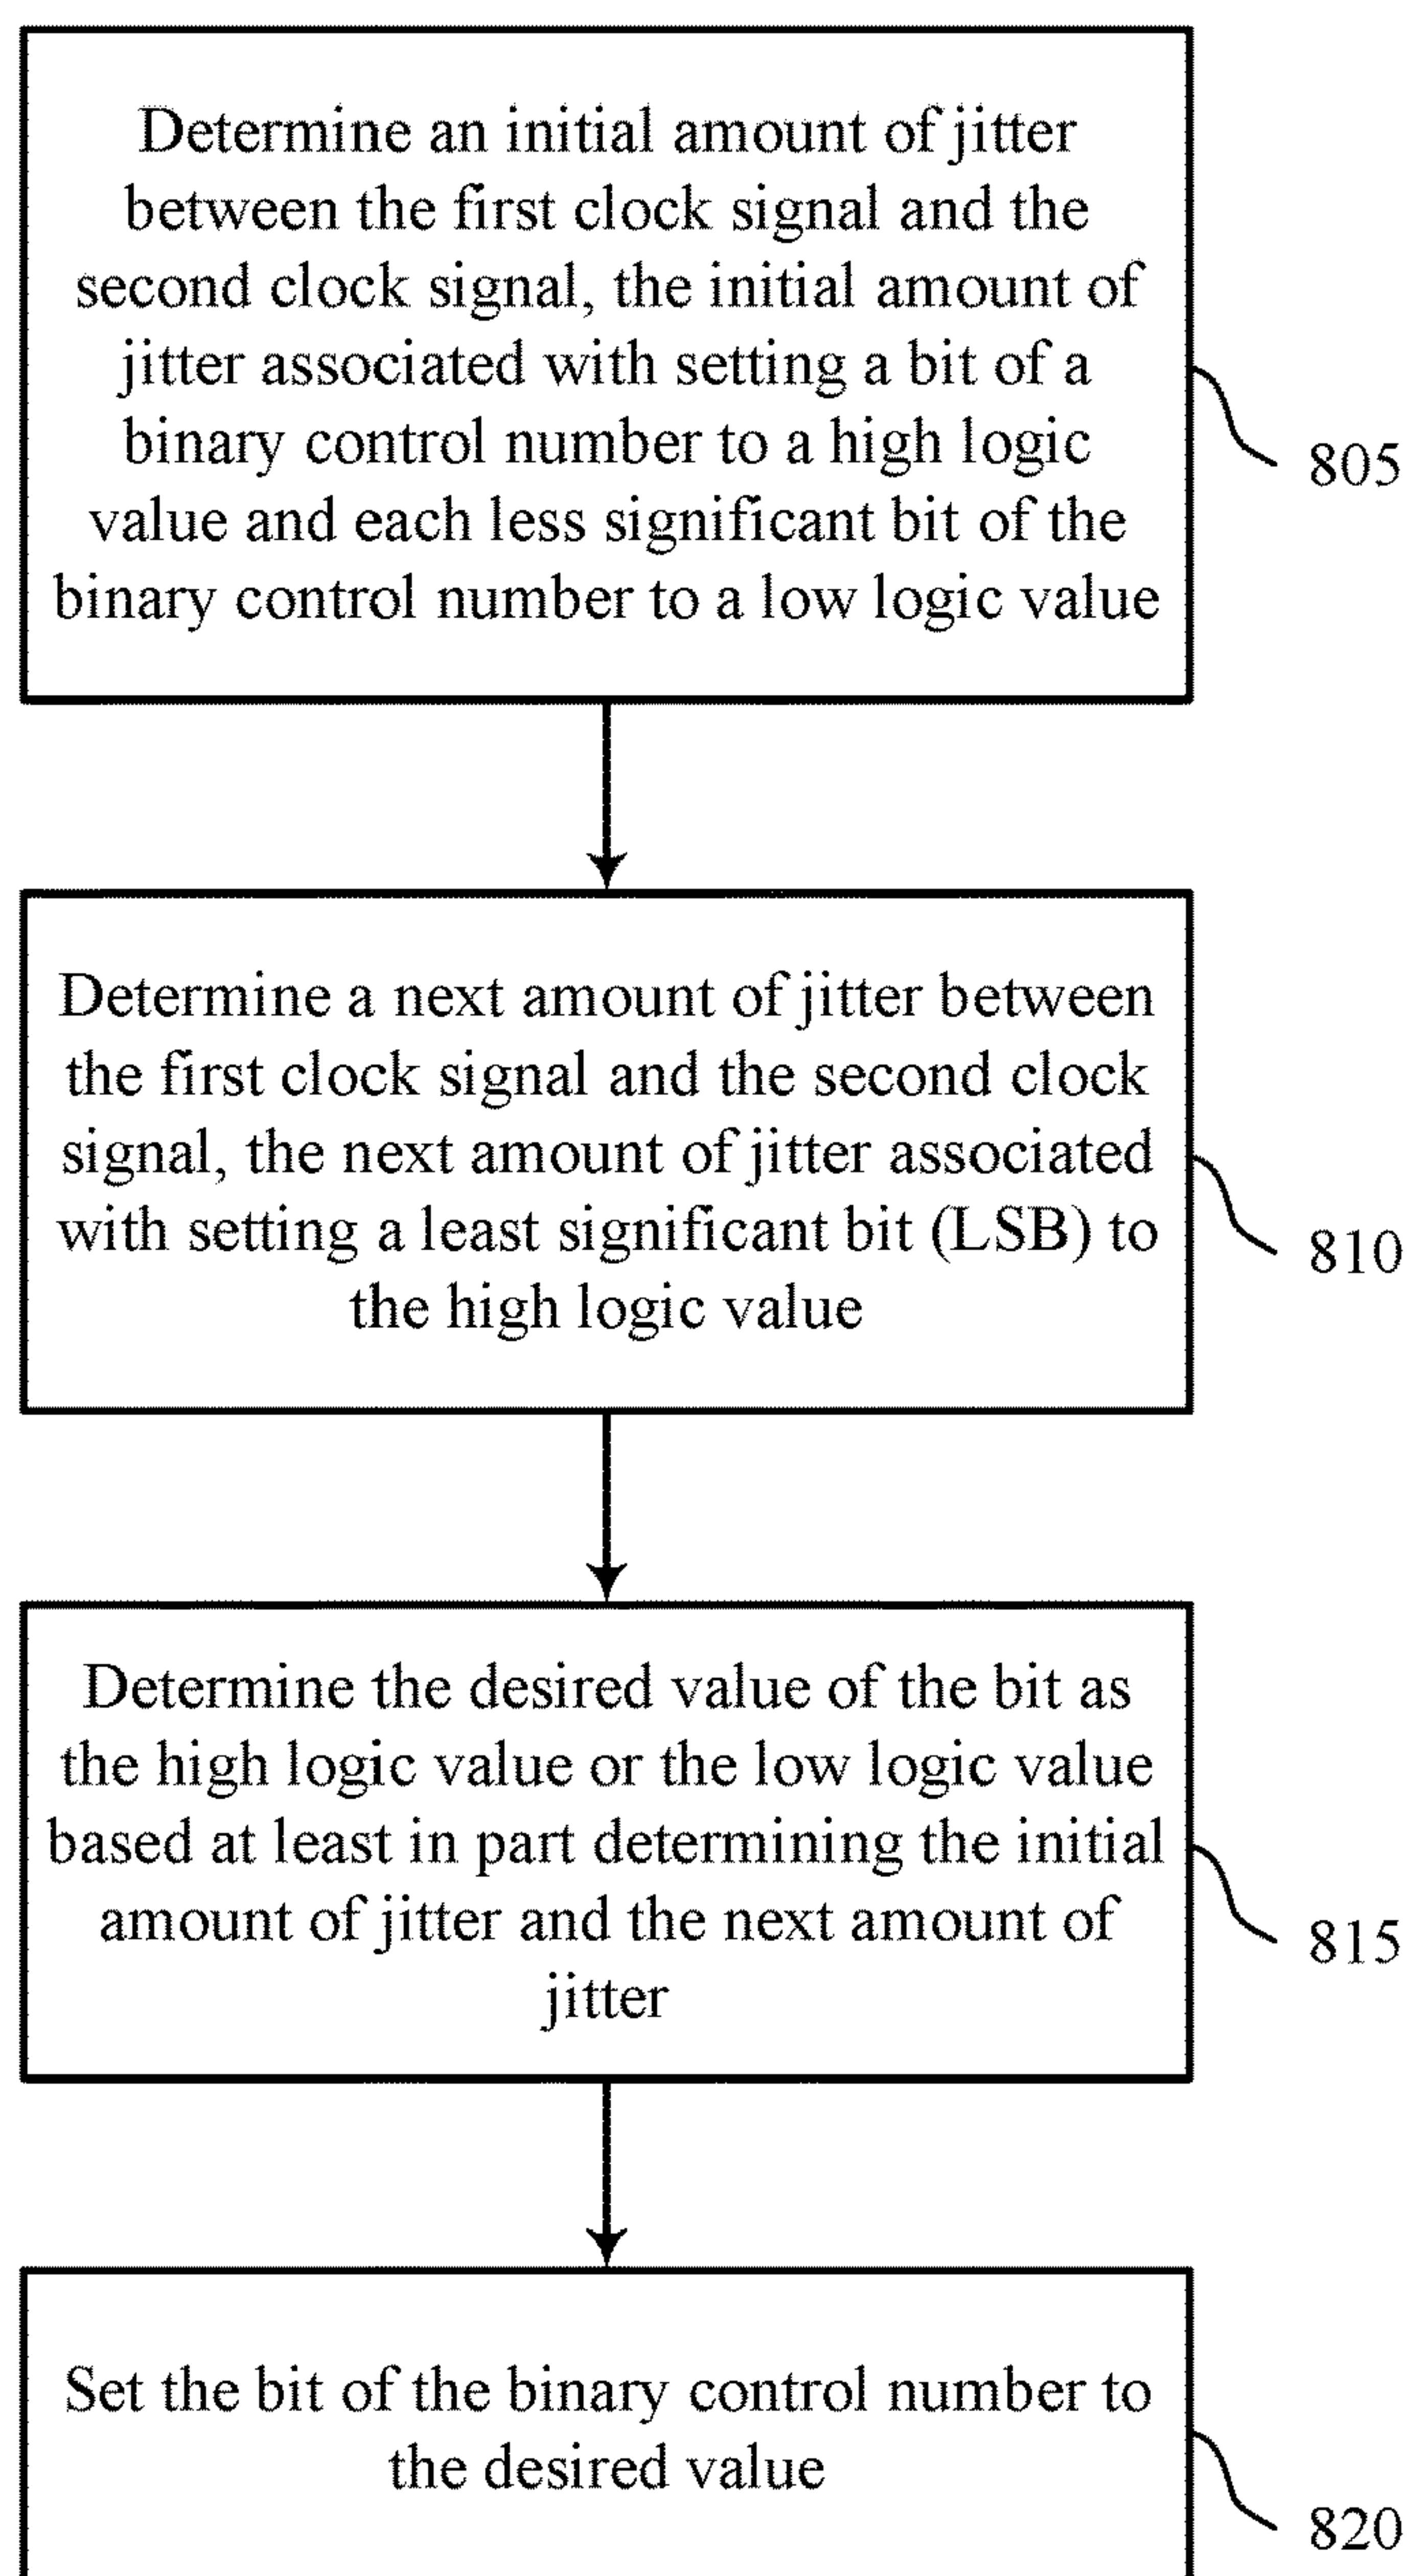 Determine an initial amount of jitter
between the first clock signal and the
second clock signal, the initial amount of
jitter associated with setting a bit of a
binary control number to a high logic
value and each less significant bit of the
binary control number to a low logic value
805
Determine a next amount of jitter between
the first clock signal and the second clock
signal, the next amount of jitter associated
with setting a least significant bit (LSB) to
the high logic value
810
Determine the desired value of the bit as
the high logic value or the low logic value
based at least in part determining the initial
amount of jitter and the next amount of
jitter
815
Set the bit of the binary control number to
the desired value
820